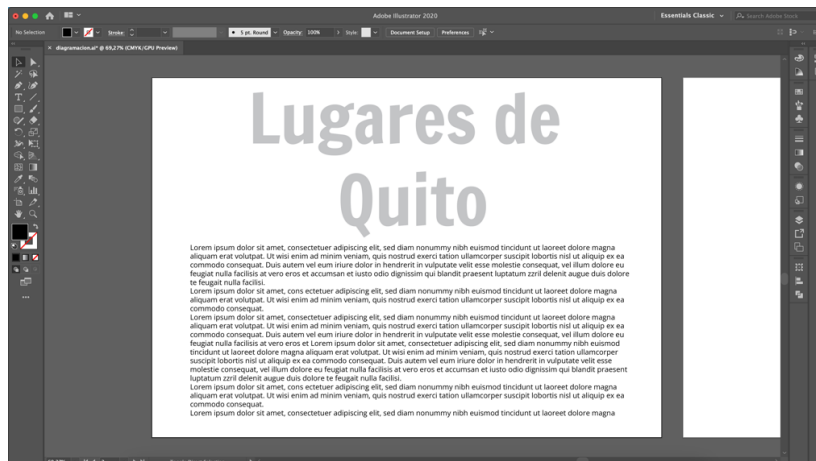 Adobe Illustrator 2020
Essentials Classic
Search Adobe Stock
No Selection
Stroke:
5 pt. Round
Opacity: 100%
Style:
Document Setup
Preferences
× diagramacion.ai* @ 69,27% (CMYK/GPU Preview)
Lugares de
Quito
Lorem ipsum dolor sit amet, consectetuer adipiscing elit, sed diam nonummy nibh euismod tincidunt ut laoreet dolore magna
aliquam erat volutpat. Ut wisi enim ad minim veniam, quis nostrud exerci tation ullamcorper suscipit lobortis nisl ut aliquip ex ea
commodo consequat. Duis autem vel eum iriure dolor in hendrerit in vulputate velit esse molestie consequat, vel illum dolore eu
feugiat nulla facilisis at vero eros et accumsan et iusto odio dignissim qui blandit praesent luptatum zzril delenit augue duis dolore
te feugait nulla facilisi.
Lorem ipsum dolor sit amet, cons ectetuer adipiscing elit, sed diam nonummy nibh euismod tincidunt ut laoreet dolore magna
aliquam erat volutpat. Ut wisi enim ad minim veniam, quis nostrud exerci tation ullamcorper suscipit lobortis nisl ut aliquip ex ea
commodo consequat.
Lorem ipsum dolor sit amet, consectetuer adipiscing elit, sed diam nonummy nibh euismod tincidunt ut laoreet dolore magna
aliquam erat volutpat. Ut wisi enim ad minim veniam, quis nostrud exerci tation ullamcorper suscipit lobortis nisl ut aliquip ex ea
commodo consequat. Duis autem vel eum iriure dolor in hendrerit in vulputate velit esse molestie consequat, vel illum dolore eu
feugiat nulla facilisis at vero eros et Lorem ipsum dolor sit amet, consectetuer adipiscing elit, sed diam nonummy nibh euismod
tincidunt ut laoreet dolore magna aliquam erat volutpat. Ut wisi enim ad minim veniam, quis nostrud exerci tation ullamcorper
suscipit lobortis nisl ut aliquip ex ea commodo consequat. Duis autem vel eum iriure dolor in hendrerit in vulputate velit esse
molestie consequat, vel illum dolore eu feugiat nulla facilisis at vero eros et accumsan et iusto odio dignissim qui blandit praesent
luptatum zzril delenit augue duis dolore te feugait nulla facilisi.
Lorem ipsum dolor sit amet, cons ectetuer adipiscing elit, sed diam nonummy nibh euismod tincidunt ut laoreet dolore magna
aliquam erat volutpat. Ut wisi enim ad minim veniam, quis nostrud exerci tation ullamcorper suscipit lobortis nisl ut aliquip ex ea
commodo consequat.
Lorem ipsum dolor sit amet, consectetuer adipiscing elit, sed diam nonummy nibh euismod tincidunt ut laoreet dolore magna